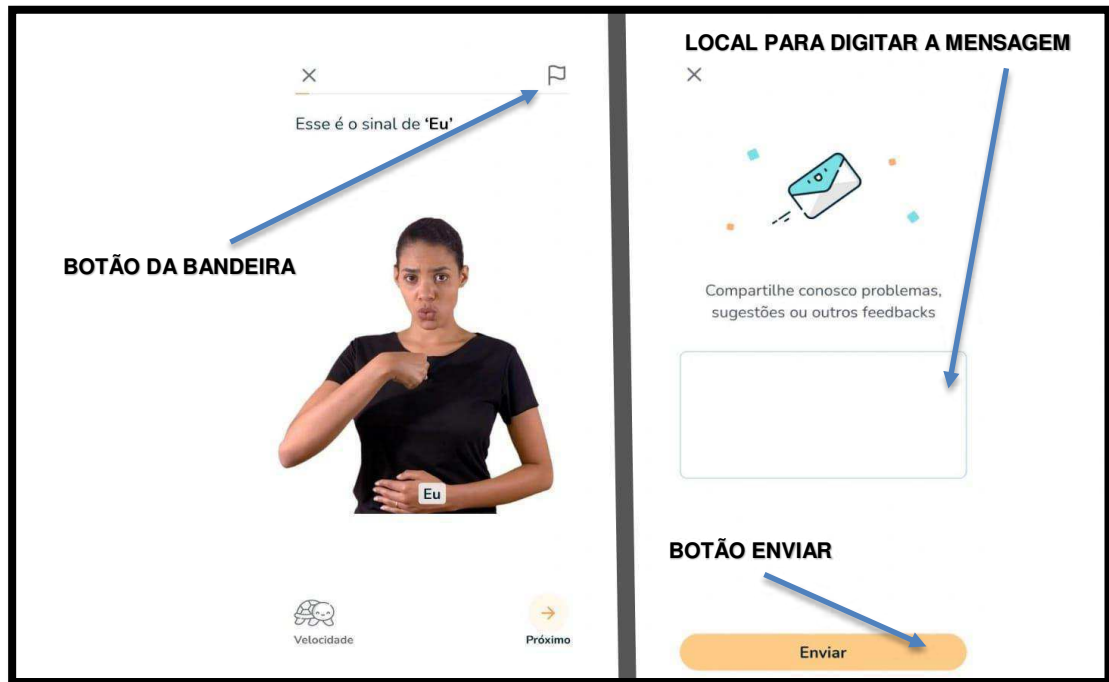 Esse é o sinal de ‘Eu’
BOTÃO DA BANDEIRA
Eu
Velocidade
Próximo
LOCAL PARA DIGITAR A MENSAGEM
Compartilhe conosco problemas,
sugestões ou outros feedbacks
BOTÃO ENVIAR
Enviar